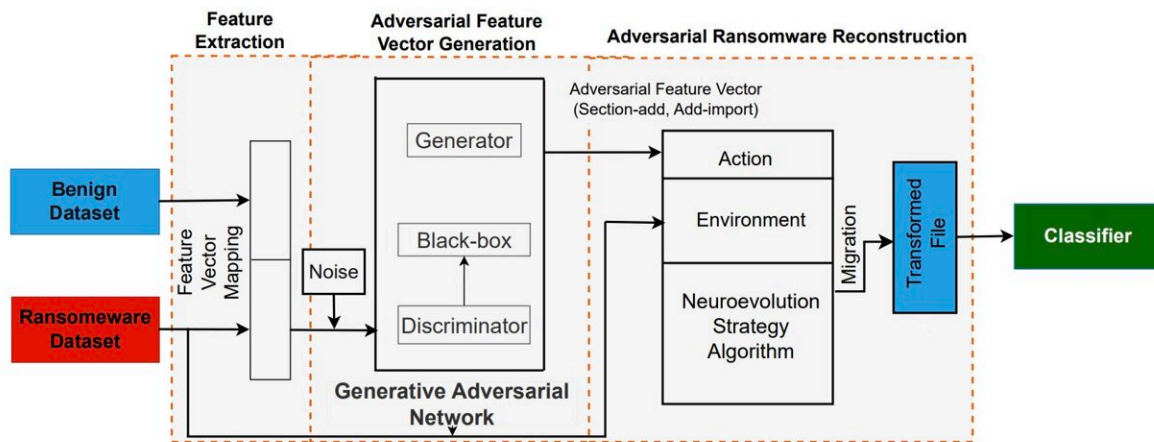 Feature
Extraction
Adversarial Feature
Vector Generation
Adversarial Ransomware Reconstruction
Benign
Dataset
Ransomeware
Dataset
Feature
Vector
Mapping
Noise
Generator
Black-box
Discriminator
Generative Adversarial
Network
Adversarial Feature Vector
(Section-add, Add-import)
Action
Environment
Neuroevolution
Strategy
Algorithm
Migration
Transformed
File
Classifier